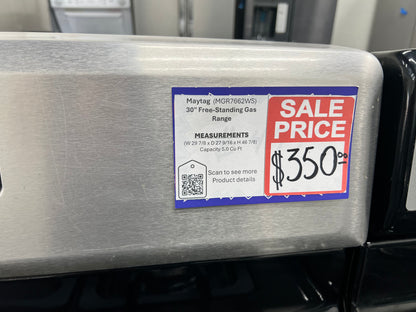 Maytag (MGR7662WS)
30" Free-Standing Gas
Range
MEASUREMENTS
(W 29 7/8 x D 27 9/16 x H 46 7/8)
Capacity 5.0 Cu Ft
Scan to see more
Product details
SALE
PRICE
$350.00